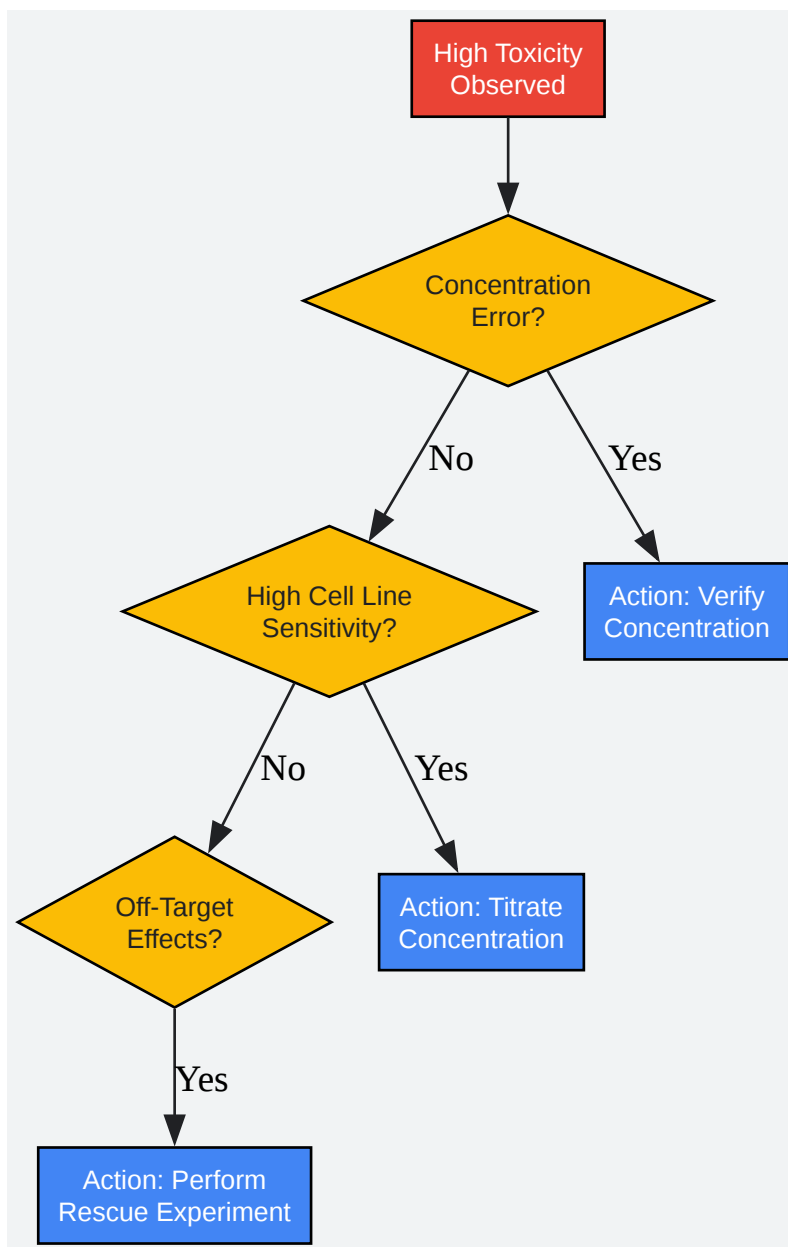 High Toxicity
Observed
Concentration
Error?
No
Yes
High Cell Line
Sensitivity?
Action: Verify
Concentration
No
Yes
Off-Target
Effects?
Action: Titrate
Concentration
Yes
Action: Perform
Rescue Experiment